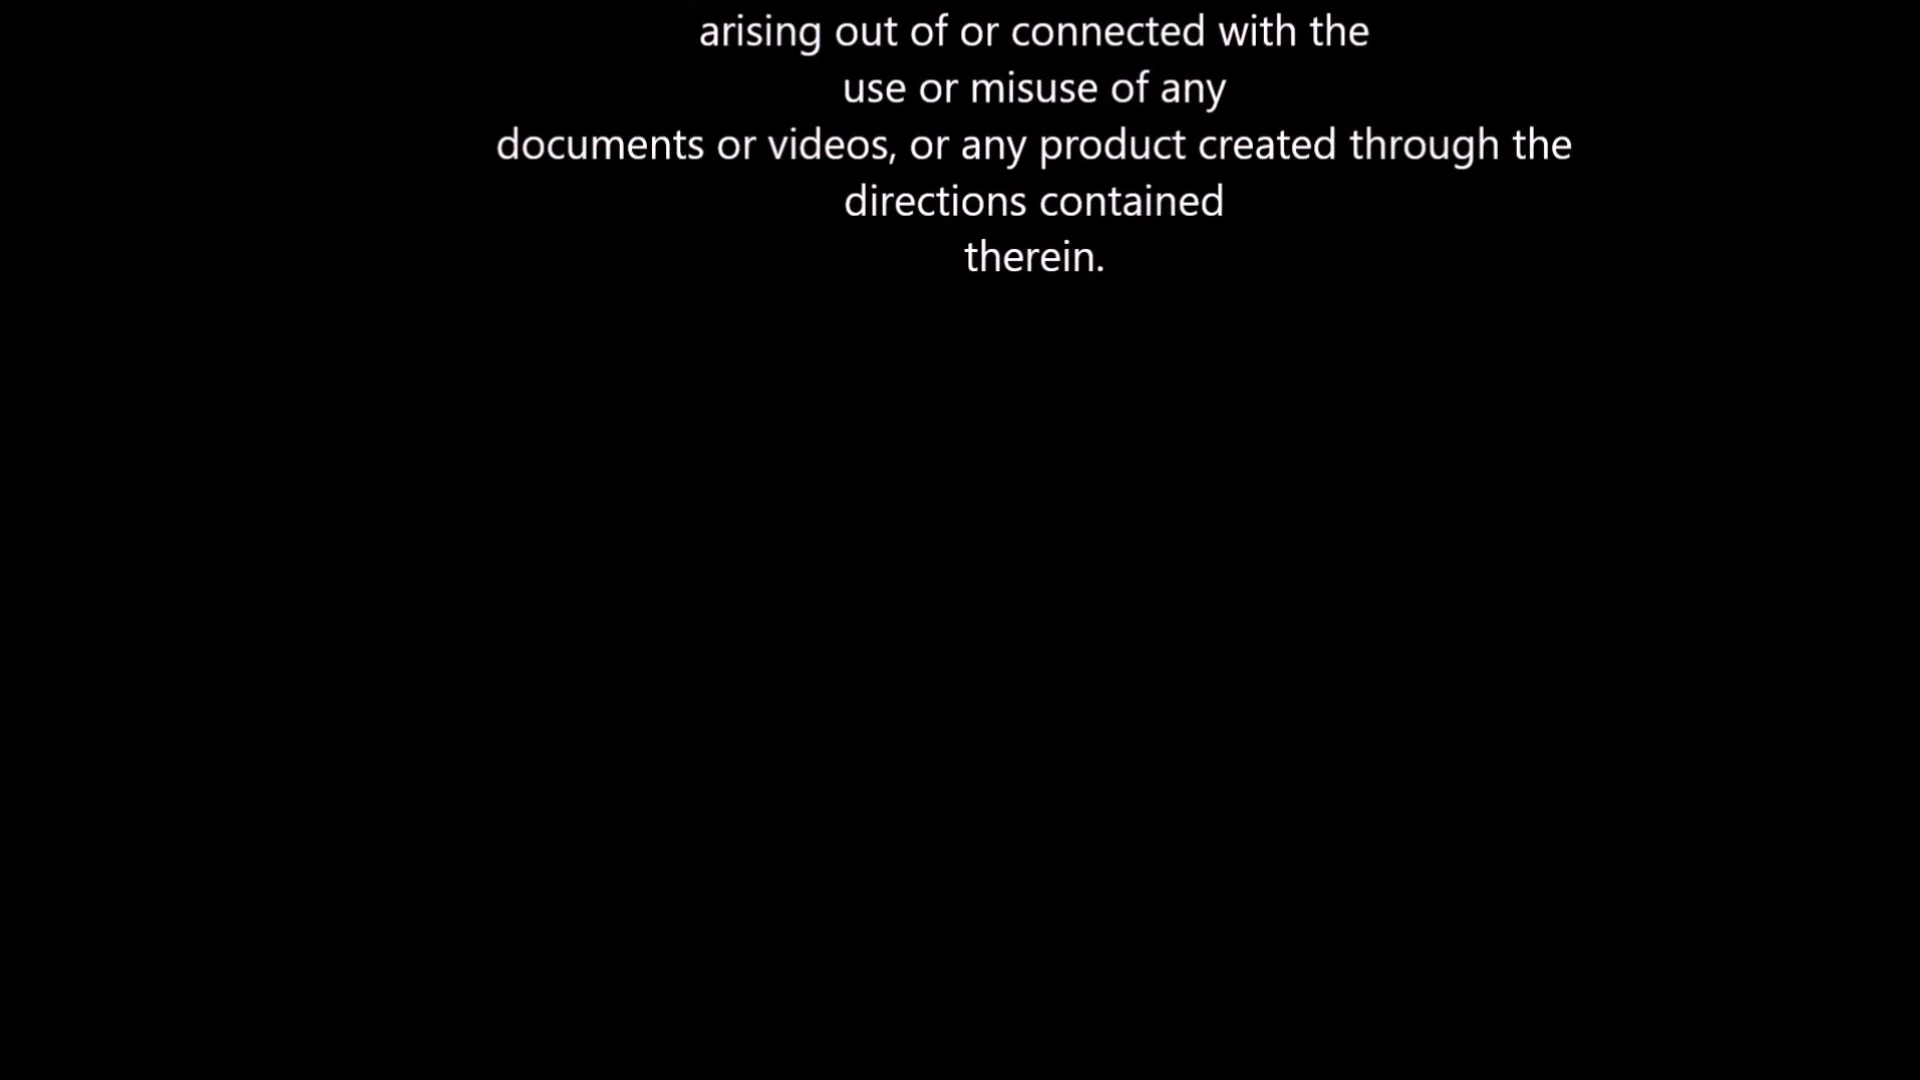 arising out of or connected with the
use or misuse of any
documents or videos, or any product created through the
directions contained
therein.